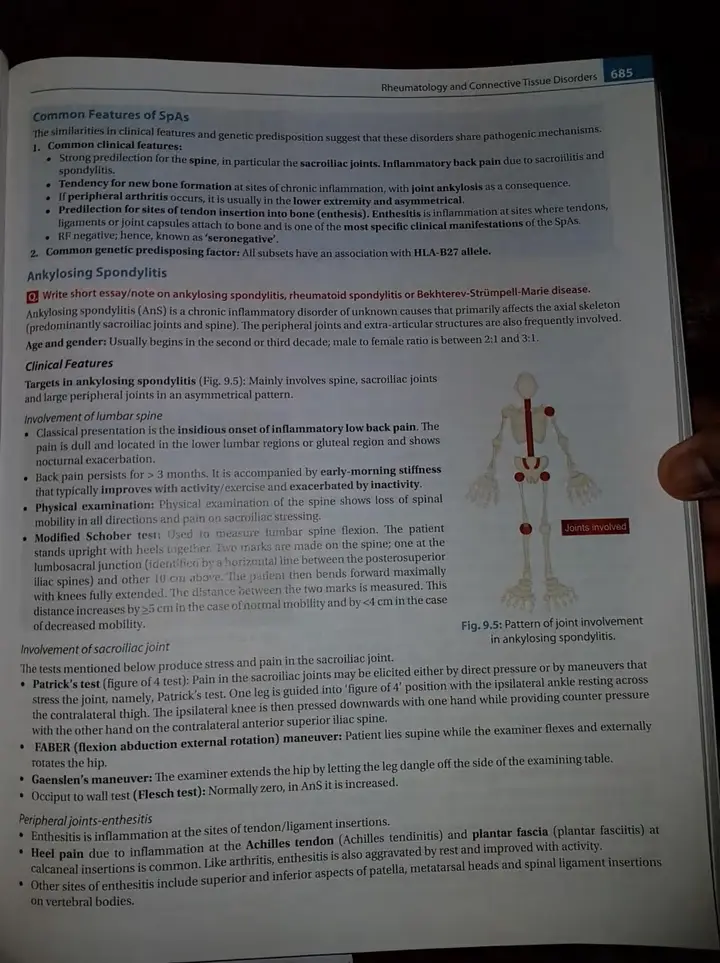 Rheumatology and Connective Tissue Disorders 685
Common Features of SpAs
The similarities in clinical features and genetic predisposition suggest that these disorders share pathogenic mechanisms.
1. Common clinical features:
• Strong predilection for the spine, in particular the sacroiliac joints. Inflammatory back pain due to sacroiliitis and
spondylitis.
• Tendency for new bone formation at sites of chronic inflammation, with joint ankylosis as a consequence.
• If peripheral arthritis occurs, it is usually in the lower extremity and asymmetrical.
• Predilection for sites of tendon insertion into bone (enthesis). Enthesitis is inflammation at sites where tendons,
ligaments or joint capsules attach to bone and is one of the most specific clinical manifestations of the SpAs.
• RF negative; hence, known as 'seronegative'.
2. Common genetic predisposing factor: All subsets have an association with HLA-B27 allele.
Ankylosing Spondylitis
Q. Write short essay/note on ankylosing spondylitis, rheumatoid spondylitis or Bekhterev-Strümpell-Marie disease.
Ankylosing spondylitis (AnS) is a chronic inflammatory disorder of unknown causes that primarily affects the axial skeleton
(predominantly sacroiliac joints and spine). The peripheral joints and extra-articular structures are also frequently involved.
Age and gender: Usually begins in the second or third decade; male to female ratio is between 2:1 and 3:1.
Clinical Features
Targets in ankylosing spondylitis (Fig. 9.5): Mainly involves spine, sacroiliac joints
and large peripheral joints in an asymmetrical pattern.
Involvement of lumbar spine
• Classical presentation is the insidious onset of inflammatory low back pain. The
pain is dull and located in the lower lumbar regions or gluteal region and shows
nocturnal exacerbation.
• Back pain persists for > 3 months. It is accompanied by early-morning stiffness
that typically improves with activity/exercise and exacerbated by inactivity.
• Physical examination: Physical examination of the spine shows loss of spinal
mobility in all directions and pain on sacroiliac stressing.
• Modified Schober test: Used to measure lumbar spine flexion. The patient
stands upright with heels together. Two marks are made on the spine; one at the
lumbosacral junction (identified by a horizontal line between the posterosuperior
iliac spines) and other 10 cm above. The patient then bends forward maximally
with knees fully extended. The distance between the two marks is measured. This
distance increases by ≥5 cm in the case of normal mobility and by <4 cm in the case
of decreased mobility.
Joints involved
Fig. 9.5: Pattern of joint involvement
in ankylosing spondylitis.
Involvement of sacroiliac joint
The tests mentioned below produce stress and pain in the sacroiliac joint.
• Patrick's test (figure of 4 test): Pain in the sacroiliac joints may be elicited either by direct pressure or by maneuvers that
stress the joint, namely, Patrick's test. One leg is guided into 'figure of 4' position with the ipsilateral ankle resting across
the contralateral thigh. The ipsilateral knee is then pressed downwards with one hand while providing counter pressure
with the other hand on the contralateral anterior superior iliac spine.
• FABER (flexion abduction external rotation) maneuver: Patient lies supine while the examiner flexes and externally
rotates the hip.
• Gaenslen's maneuver: The examiner extends the hip by letting the leg dangle off the side of the examining table.
• Occiput to wall test (Flesch test): Normally zero, in AnS it is increased.
Peripheral joints-enthesitis
• Enthesitis is inflammation at the sites of tendon/ligament insertions.
• Heel pain due to inflammation at the Achilles tendon (Achilles tendinitis) and plantar fascia (plantar fasciitis) at
calcaneal insertions is common. Like arthritis, enthesitis is also aggravated by rest and improved with activity.
• Other sites of enthesitis include superior and inferior aspects of patella, metatarsal heads and spinal ligament insertions
on vertebral bodies.